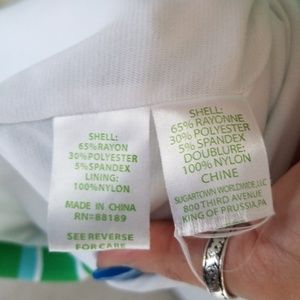 SHELL:
65%RAYON
30%POLYESTER
5%SPANDEX
LINING:
100%NYLON
MADE IN CHINA
RN=88189
SEE REVERSE
FOR CARE
SHELL:
65%RAYONNE
30%POLYESTER
5%SPANDEX
DOUBLURE:
100%NYLON
CHINE
SUGARTOWN WORLDWIDE,LLC
800 THIRD AVENUE
KING OF PRUSSIA,PA